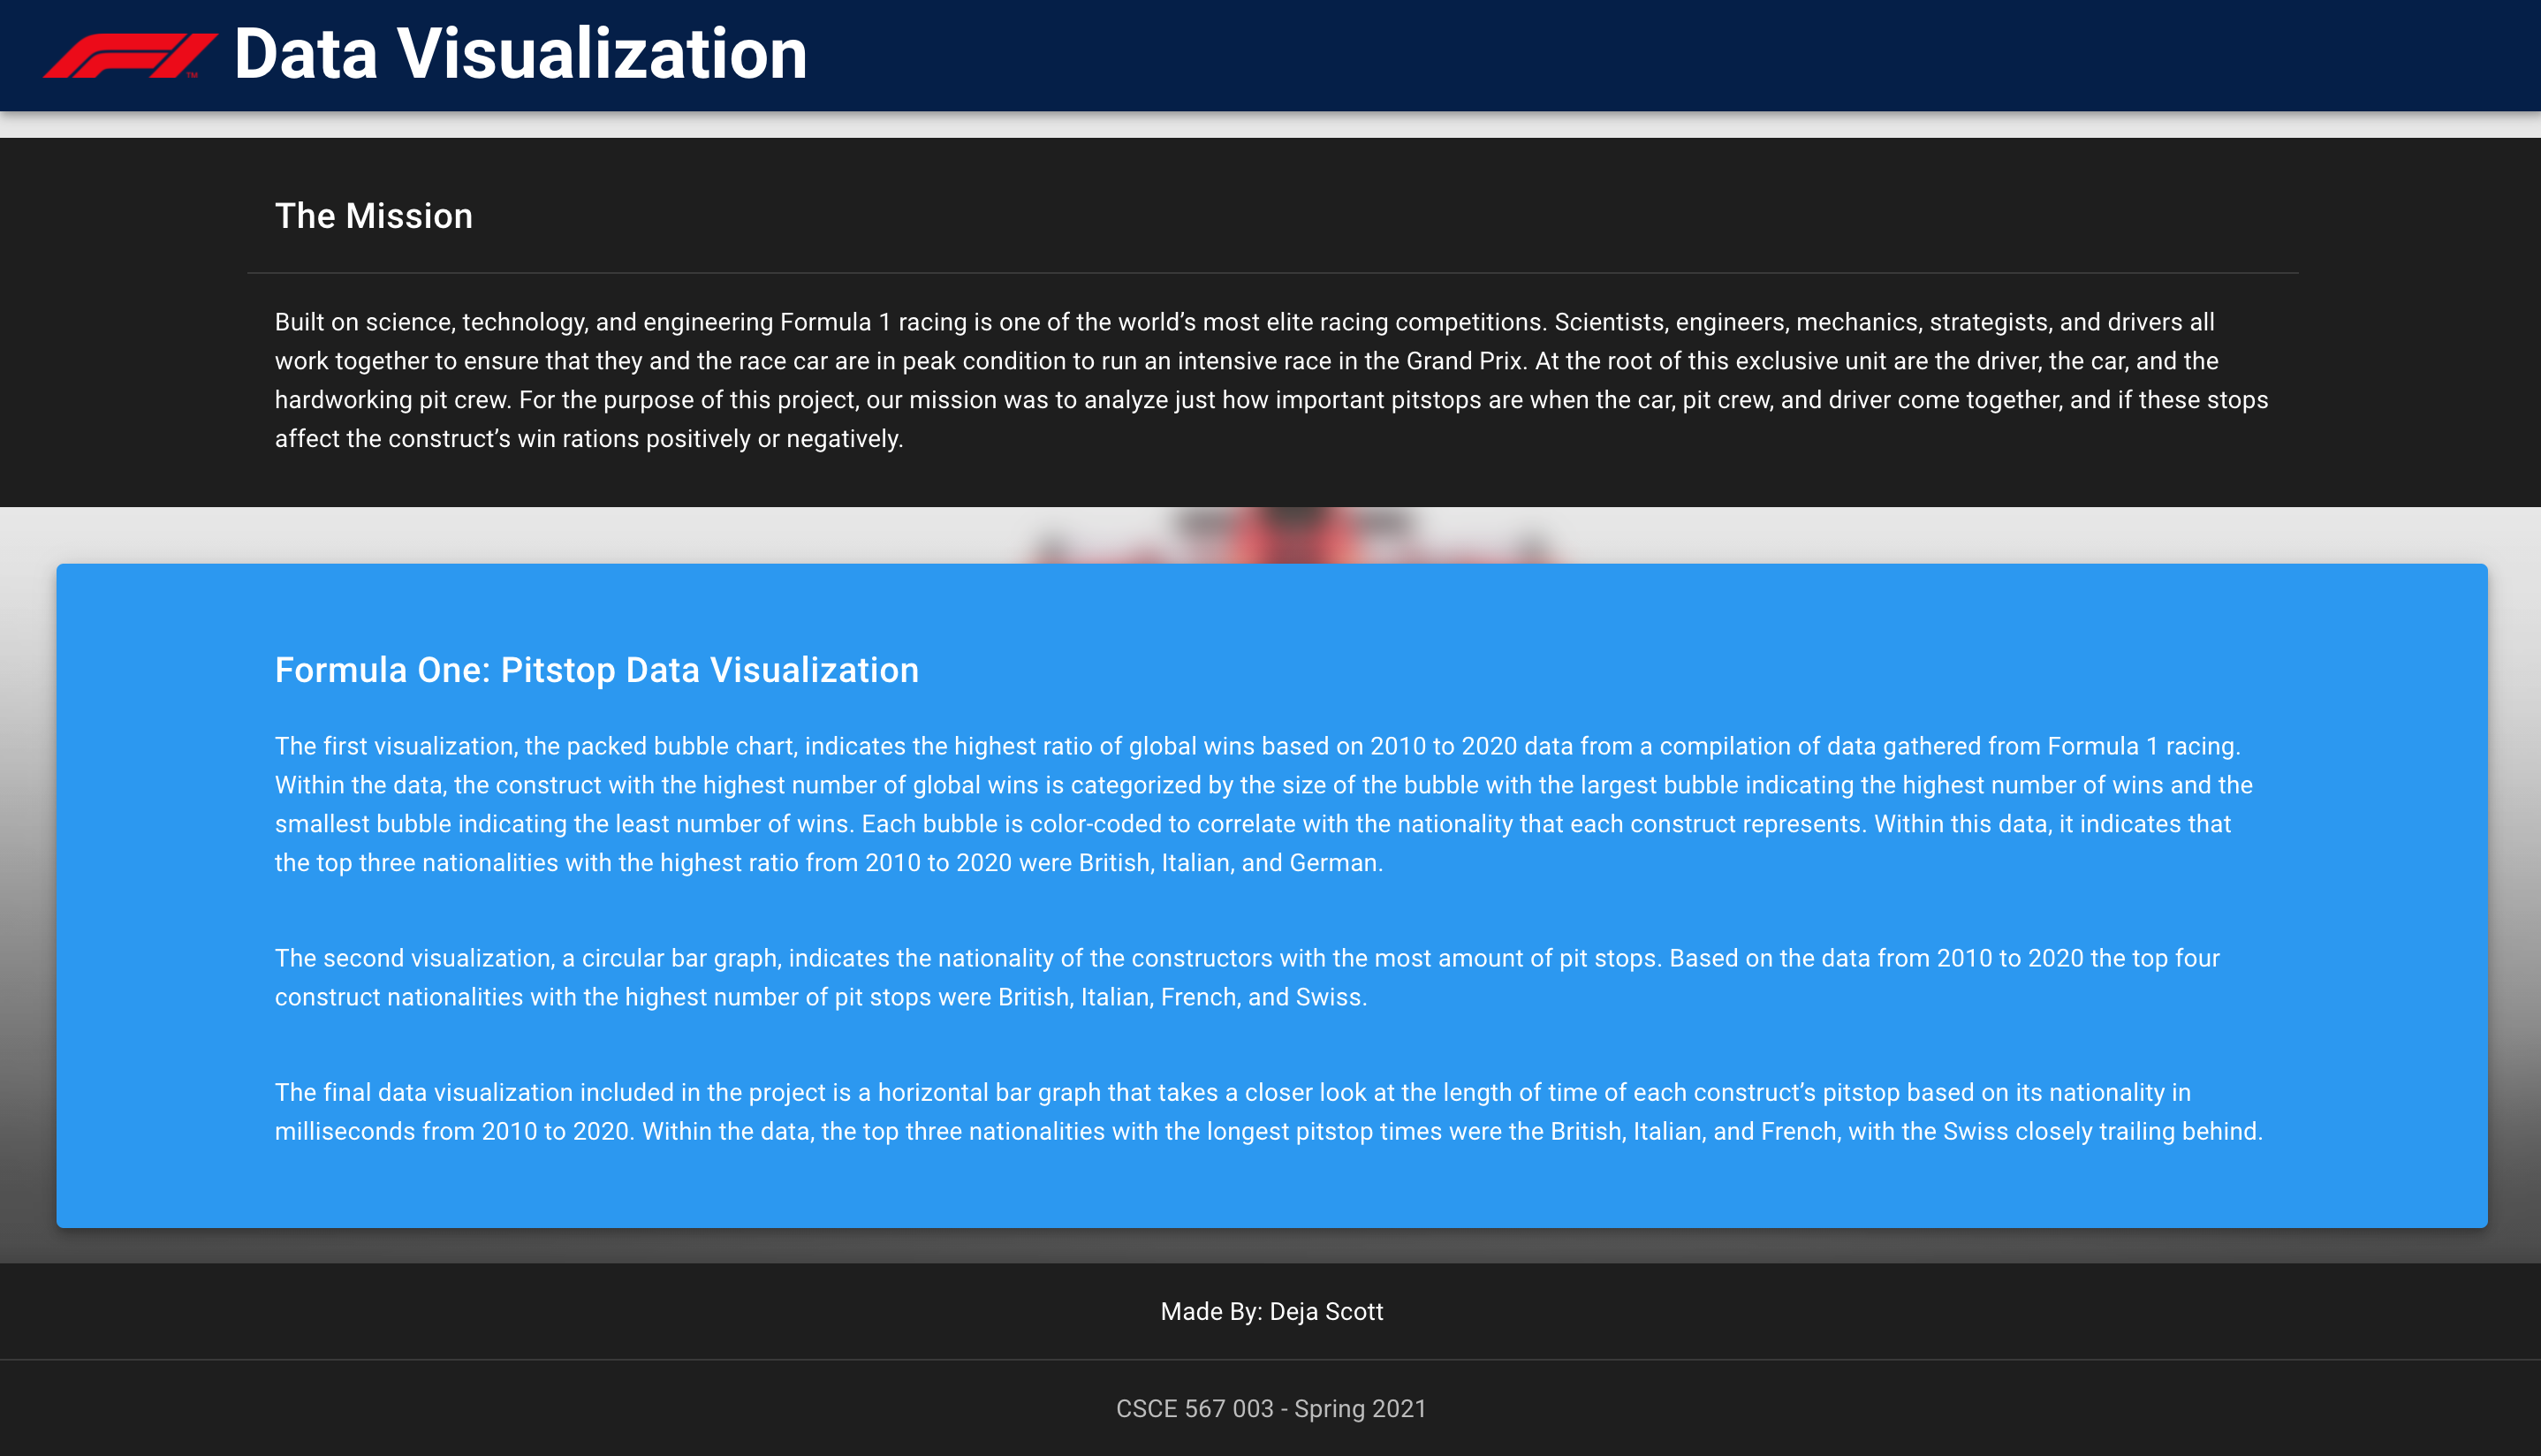 F1 TM Data Visualization
The Mission
Built on science, technology, and engineering Formula 1 racing is one of the world’s most elite racing competitions. Scientists, engineers, mechanics, strategists, and drivers all
work together to ensure that they and the race car are in peak condition to run an intensive race in the Grand Prix. At the root of this exclusive unit are the driver, the car, and the
hardworking pit crew. For the purpose of this project, our mission was to analyze just how important pitstops are when the car, pit crew, and driver come together, and if these stops
affect the construct’s win rations positively or negatively.
Formula One: Pitstop Data Visualization
The first visualization, the packed bubble chart, indicates the highest ratio of global wins based on 2010 to 2020 data from a compilation of data gathered from Formula 1 racing.
Within the data, the construct with the highest number of global wins is categorized by the size of the bubble with the largest bubble indicating the highest number of wins and the
smallest bubble indicating the least number of wins. Each bubble is color-coded to correlate with the nationality that each construct represents. Within this data, it indicates that
the top three nationalities with the highest ratio from 2010 to 2020 were British, Italian, and German.
The second visualization, a circular bar graph, indicates the nationality of the constructors with the most amount of pit stops. Based on the data from 2010 to 2020 the top four
construct nationalities with the highest number of pit stops were British, Italian, French, and Swiss.
The final data visualization included in the project is a horizontal bar graph that takes a closer look at the length of time of each construct’s pitstop based on its nationality in
milliseconds from 2010 to 2020. Within the data, the top three nationalities with the longest pitstop times were the British, Italian, and French, with the Swiss closely trailing behind.
Made By: Deja Scott
CSCE 567 003 - Spring 2021